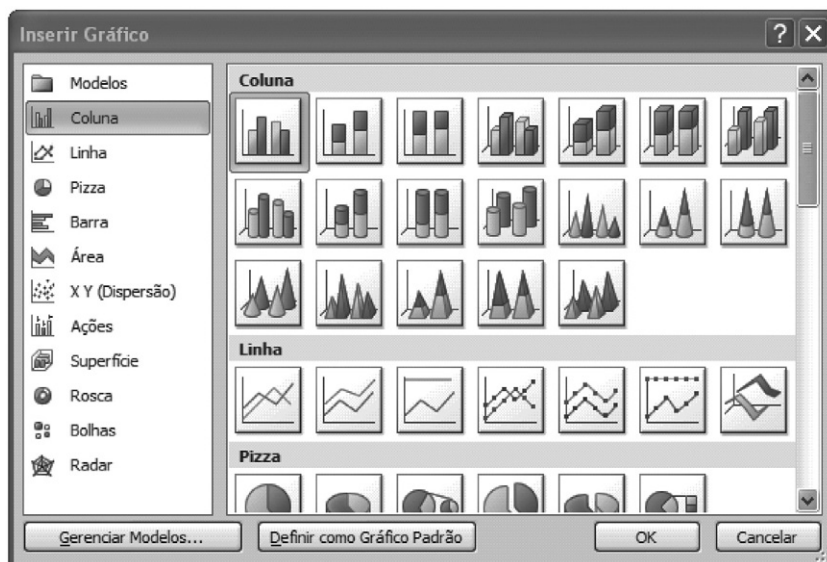 Inserir Gráfico
Modelos
Coluna
Linha
Pizza
Barra
Área
X Y (Dispersão)
Ações
Superfície
Rosca
Bolhas
Radar
Coluna
Linha
Pizza
Gerenciar Modelos...
Definir como Gráfico Padrão
OK
Cancelar